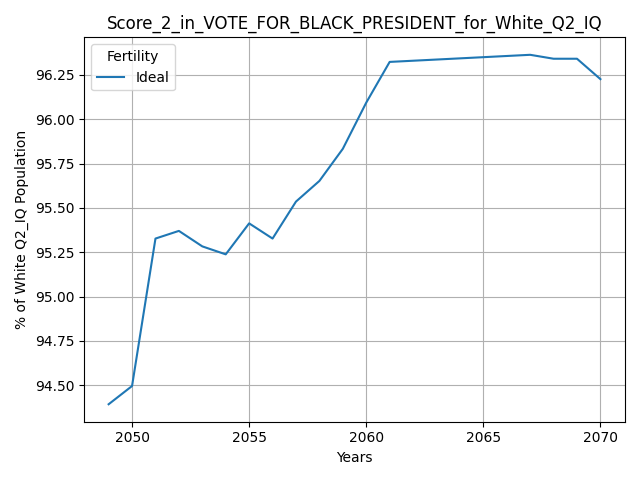 Score_2_in_VOTE_FOR_BLACK_PRESIDENT_for_White_Q2_IQ
Fertility
Ideal
% of White Q2_IQ Population
96.25
96.00
95.75
95.50
95.25
95.00
94.75
94.50
2050 2055 2060 2065 2070
Years